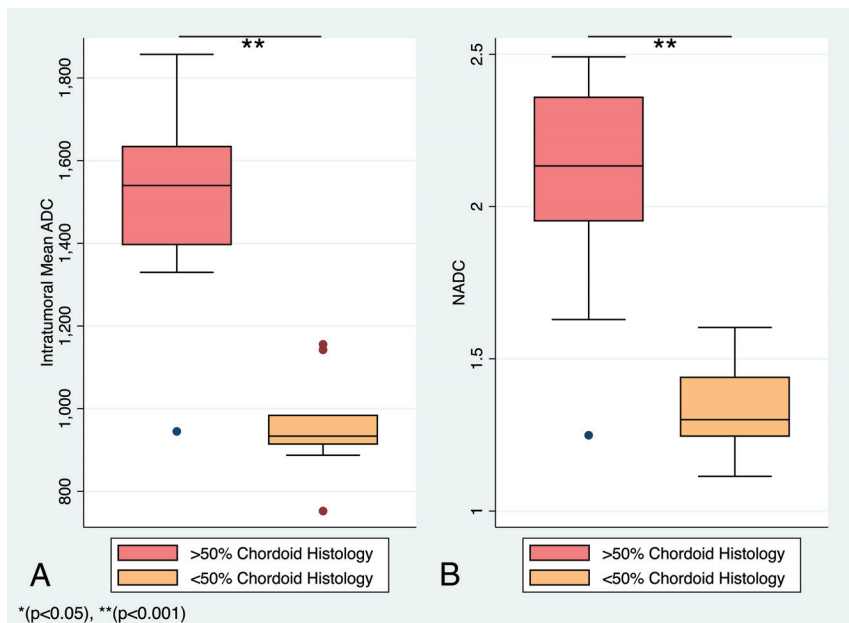 **
**
Intratumoral Mean ADC
1,800
1,600
1,400
1,200
1,000
800
NADC
2.5
2
1.5
1
A
>50% Chordoid Histology
<50% Chordoid Histology
B
>50% Chordoid Histology
<50% Chordoid Histology
*(p<0.05), **(p<0.001)